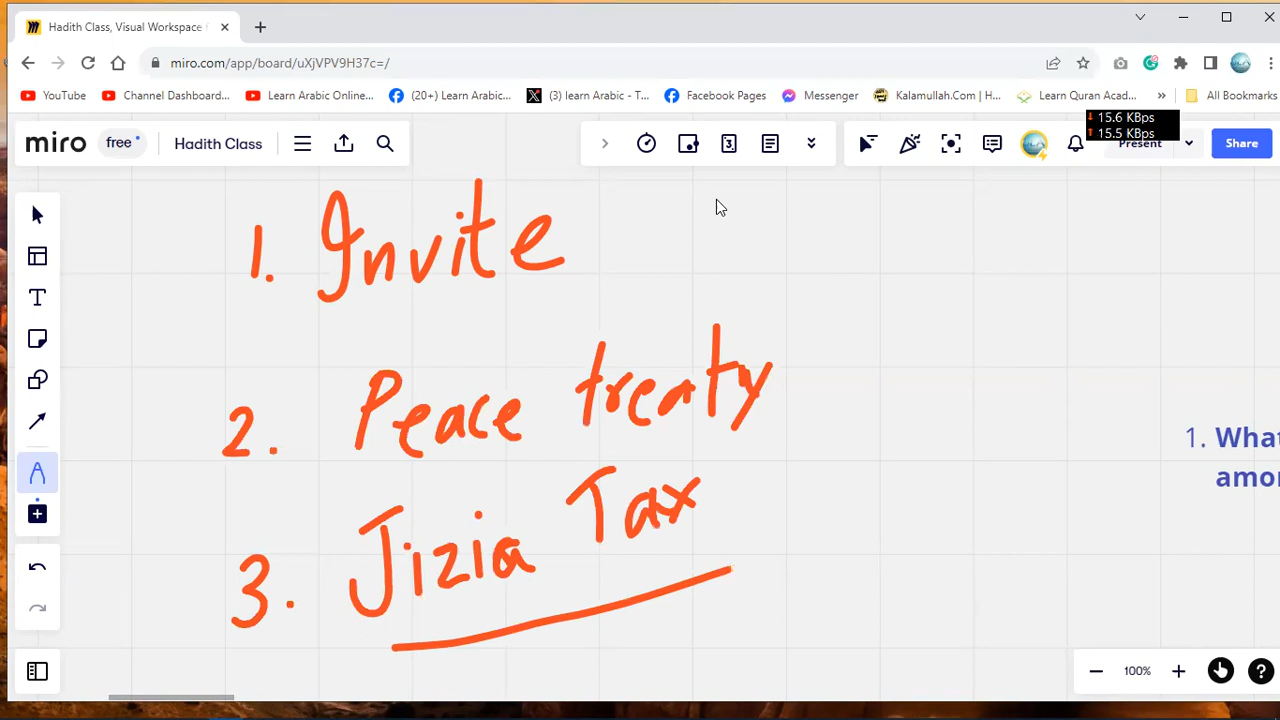 Hadith Class, Visual Workspace f
miro.com/app/board/uXjVPV9H37c=/
YouTube
Channel Dashboard...
Learn Arabic Online...
(20+) Learn Arabic...
(3) learn Arabic - T...
Facebook Pages
Messenger
Kalamullah.Com | H...
Learn Quran Acad...
»
All Bookmarks
15.6 KBps
15.5 KBps
miro
free
Hadith Class
3
Present
Share
1. Invite
2. Peace treaty
3. Jizia Tax
1. What
amon
100%